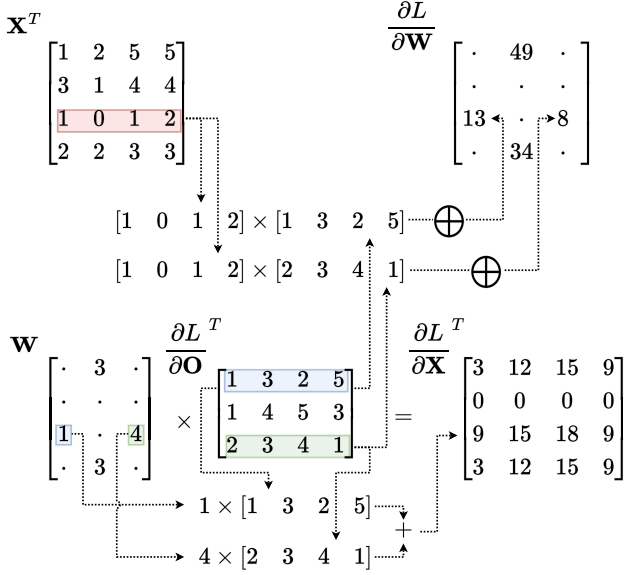 X^T
[1 2 5 5
3 1 4 4
1 0 1 2
2 2 3 3]
∂L/∂W
[· 49 ·
· · ·
13 · 8
· 34 ·]
[1 0 1 2] × [1 3 2 5] ⊕
[1 0 1 2] × [2 3 4 1] ⊕
W
[· 3 ·
· · ·
1 · 4
· 3 ·]
×
∂L/∂O^T
[1 3 2 5
1 4 5 3
2 3 4 1]
=
∂L/∂X^T
[3 12 15 9
0 0 0 0
9 15 18 9
3 12 15 9]
1 × [1 3 2 5]
+
4 × [2 3 4 1]